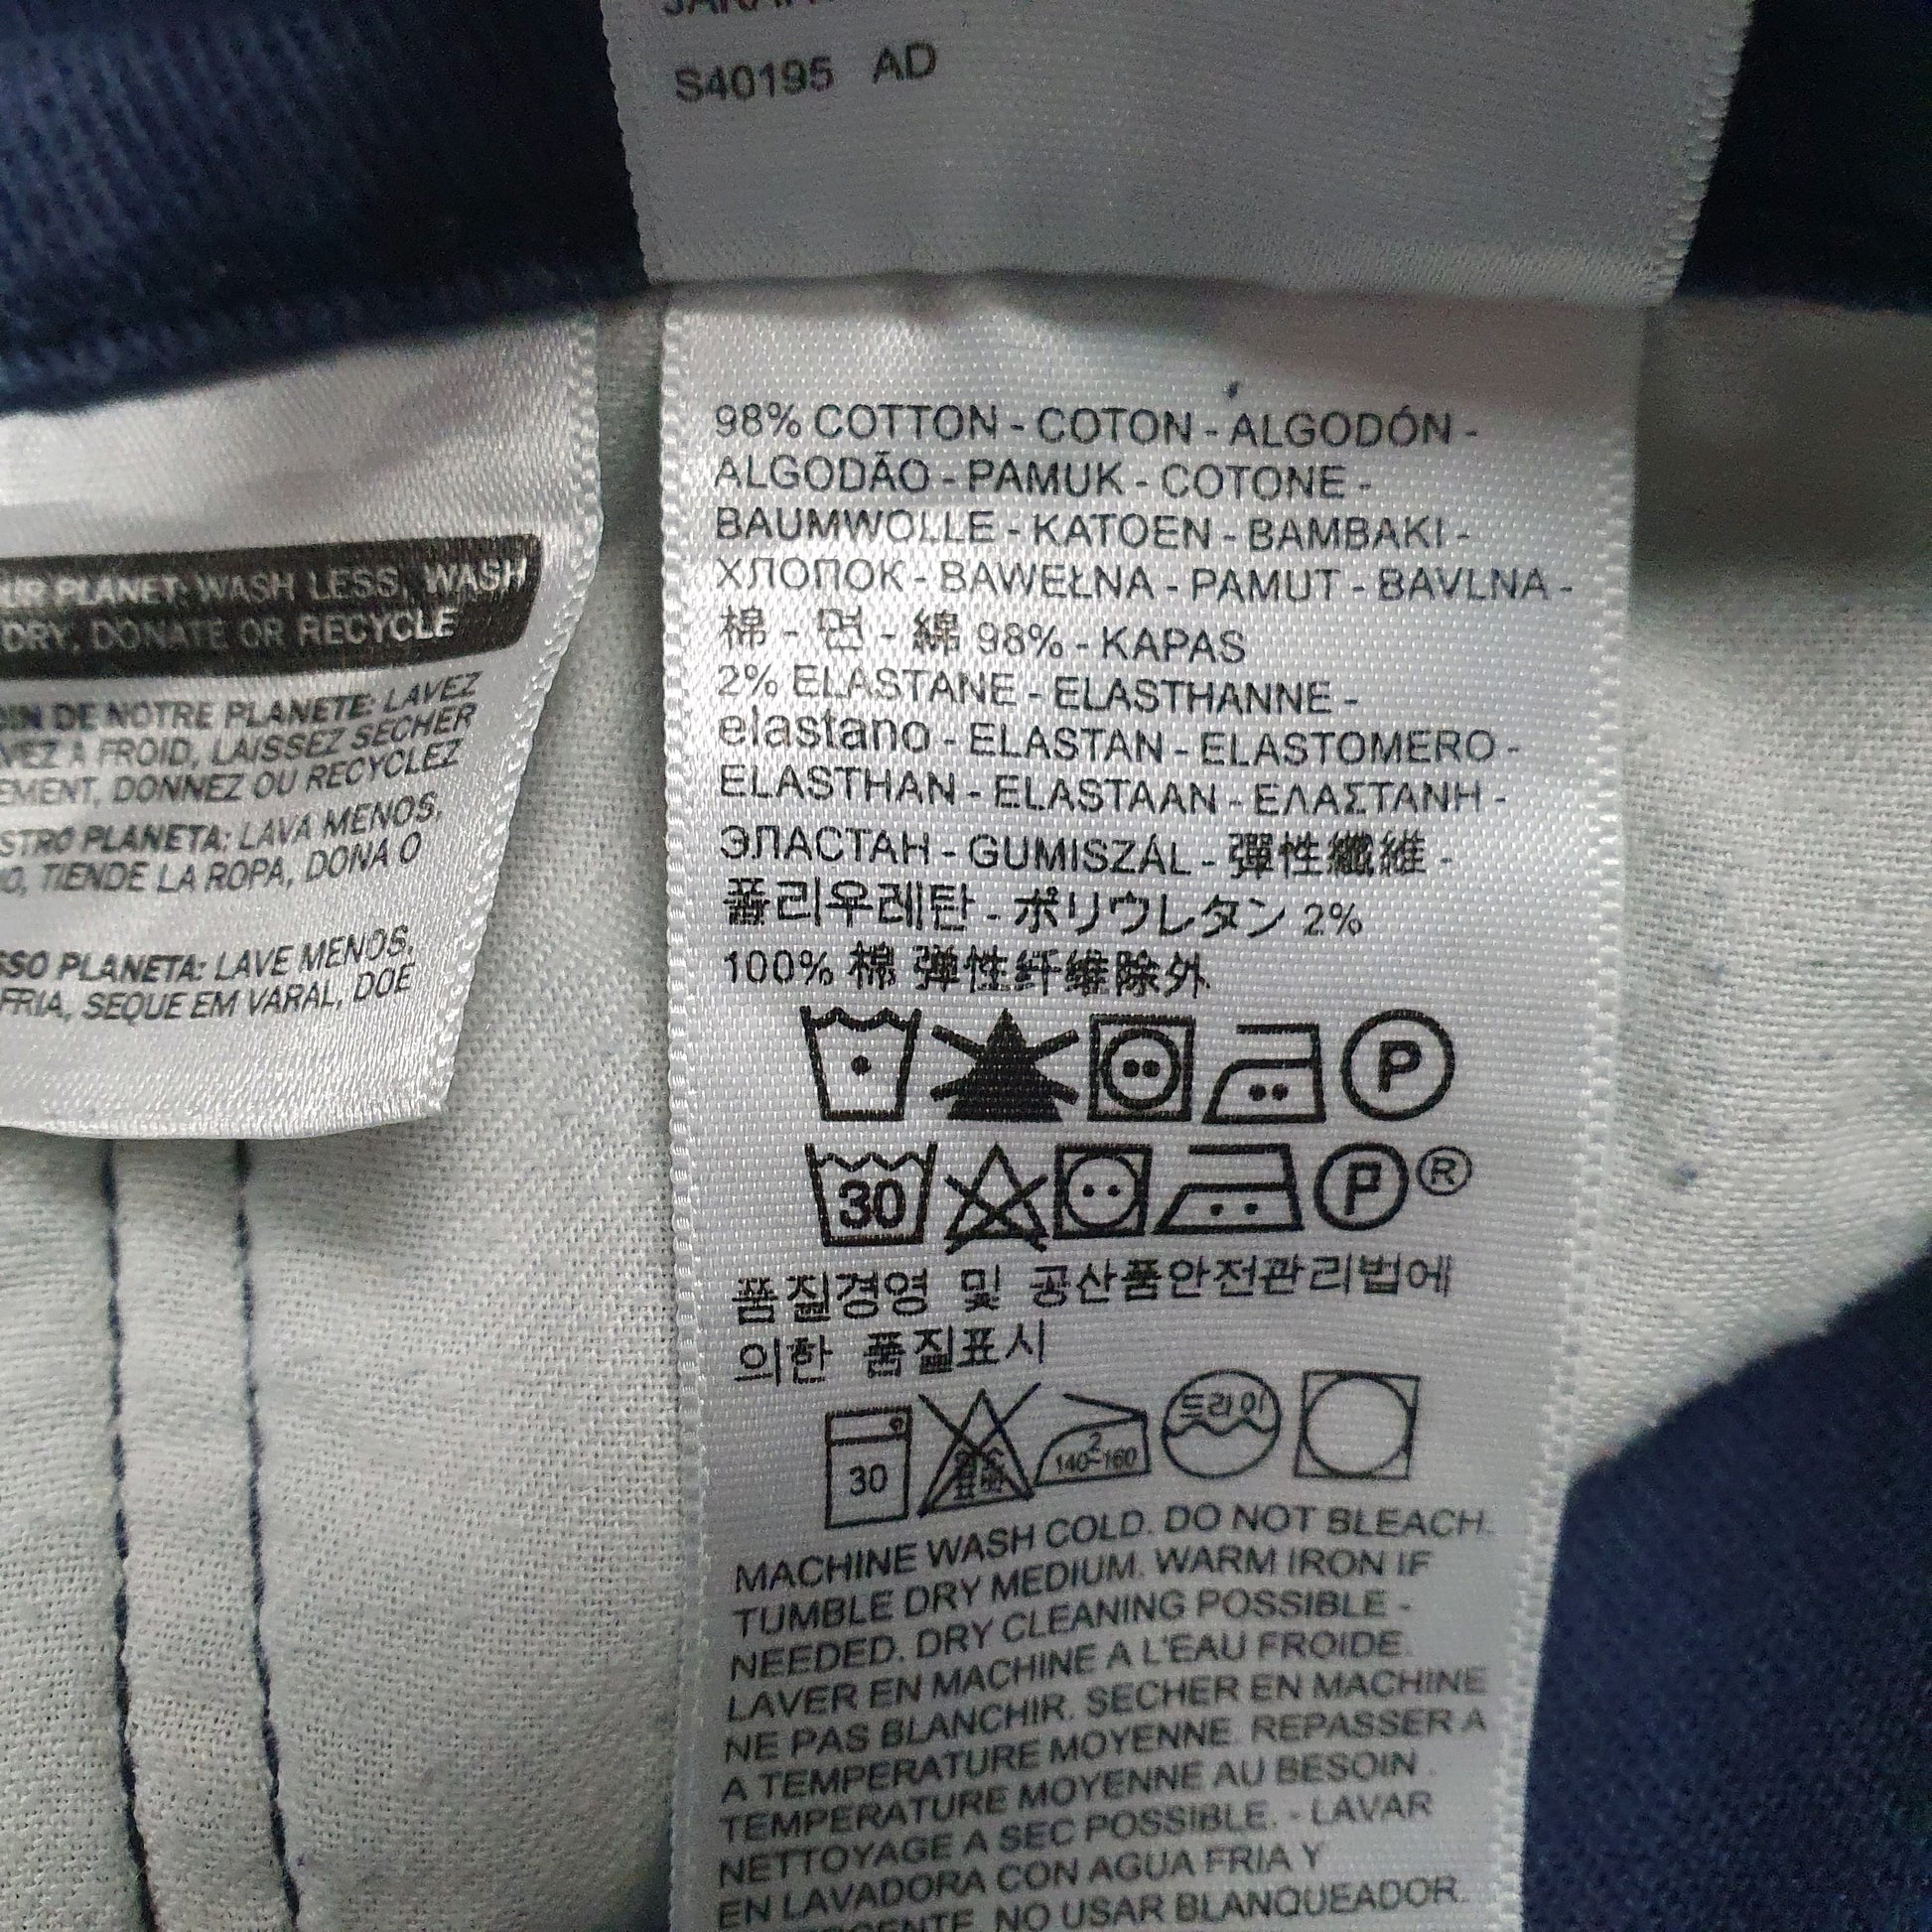 S40195 AD
UR PLANET: WASH LESS, WASH
DRY, DONATE OR RECYCLE
DE NOTRE PLANETE: LAVEZ
A FROID, LAISSEZ SECHER
DONNEZ OU RECYCLEZ
PLANETA: LAVA MENOS,
TIENDE LA ROPA, DONA O
PLANETA: LAVE MENOS,
FRIA, SEQUE EM VARAL, DOE
98% COTTON - COTON - ALGODÓN -
ALGODÃO - PAMUK - COTONE -
BAUMWOLLE - KATOEN - BAMBAKI -
ХЛОПОК - BAWEŁNA - PAMUT - BAVLNA -
棉 - 면 - 綿 98% - KAPAS
2% ELASTANE - ELASTHANNE -
elastano - ELASTAN - ELASTOMERO -
ELASTHAN - ELASTAAN - ΕΛΑΣΤΑΝΗ -
ЭЛАСТАН - GUMISZÁL - 彈性纖維 -
폴리우레탄 - ポリウレタン 2%
100% 棉 弹性纤维除外
P
30 P ®
품질경영 및 공산품안전관리법에
의한 품질표시
30 2 140~160 드라이
MACHINE WASH COLD. DO NOT BLEACH.
TUMBLE DRY MEDIUM. WARM IRON IF
NEEDED. DRY CLEANING POSSIBLE -
LAVER EN MACHINE A L'EAU FROIDE.
NE PAS BLANCHIR. SECHER EN MACHINE
A TEMPERATURE MOYENNE. REPASSER A
TEMPERATURE MOYENNE AU BESOIN.
NETTOYAGE A SEC POSSIBLE. - LAVAR
EN LAVADORA CON AGUA FRIA Y
NO USAR BLANQUEADOR.